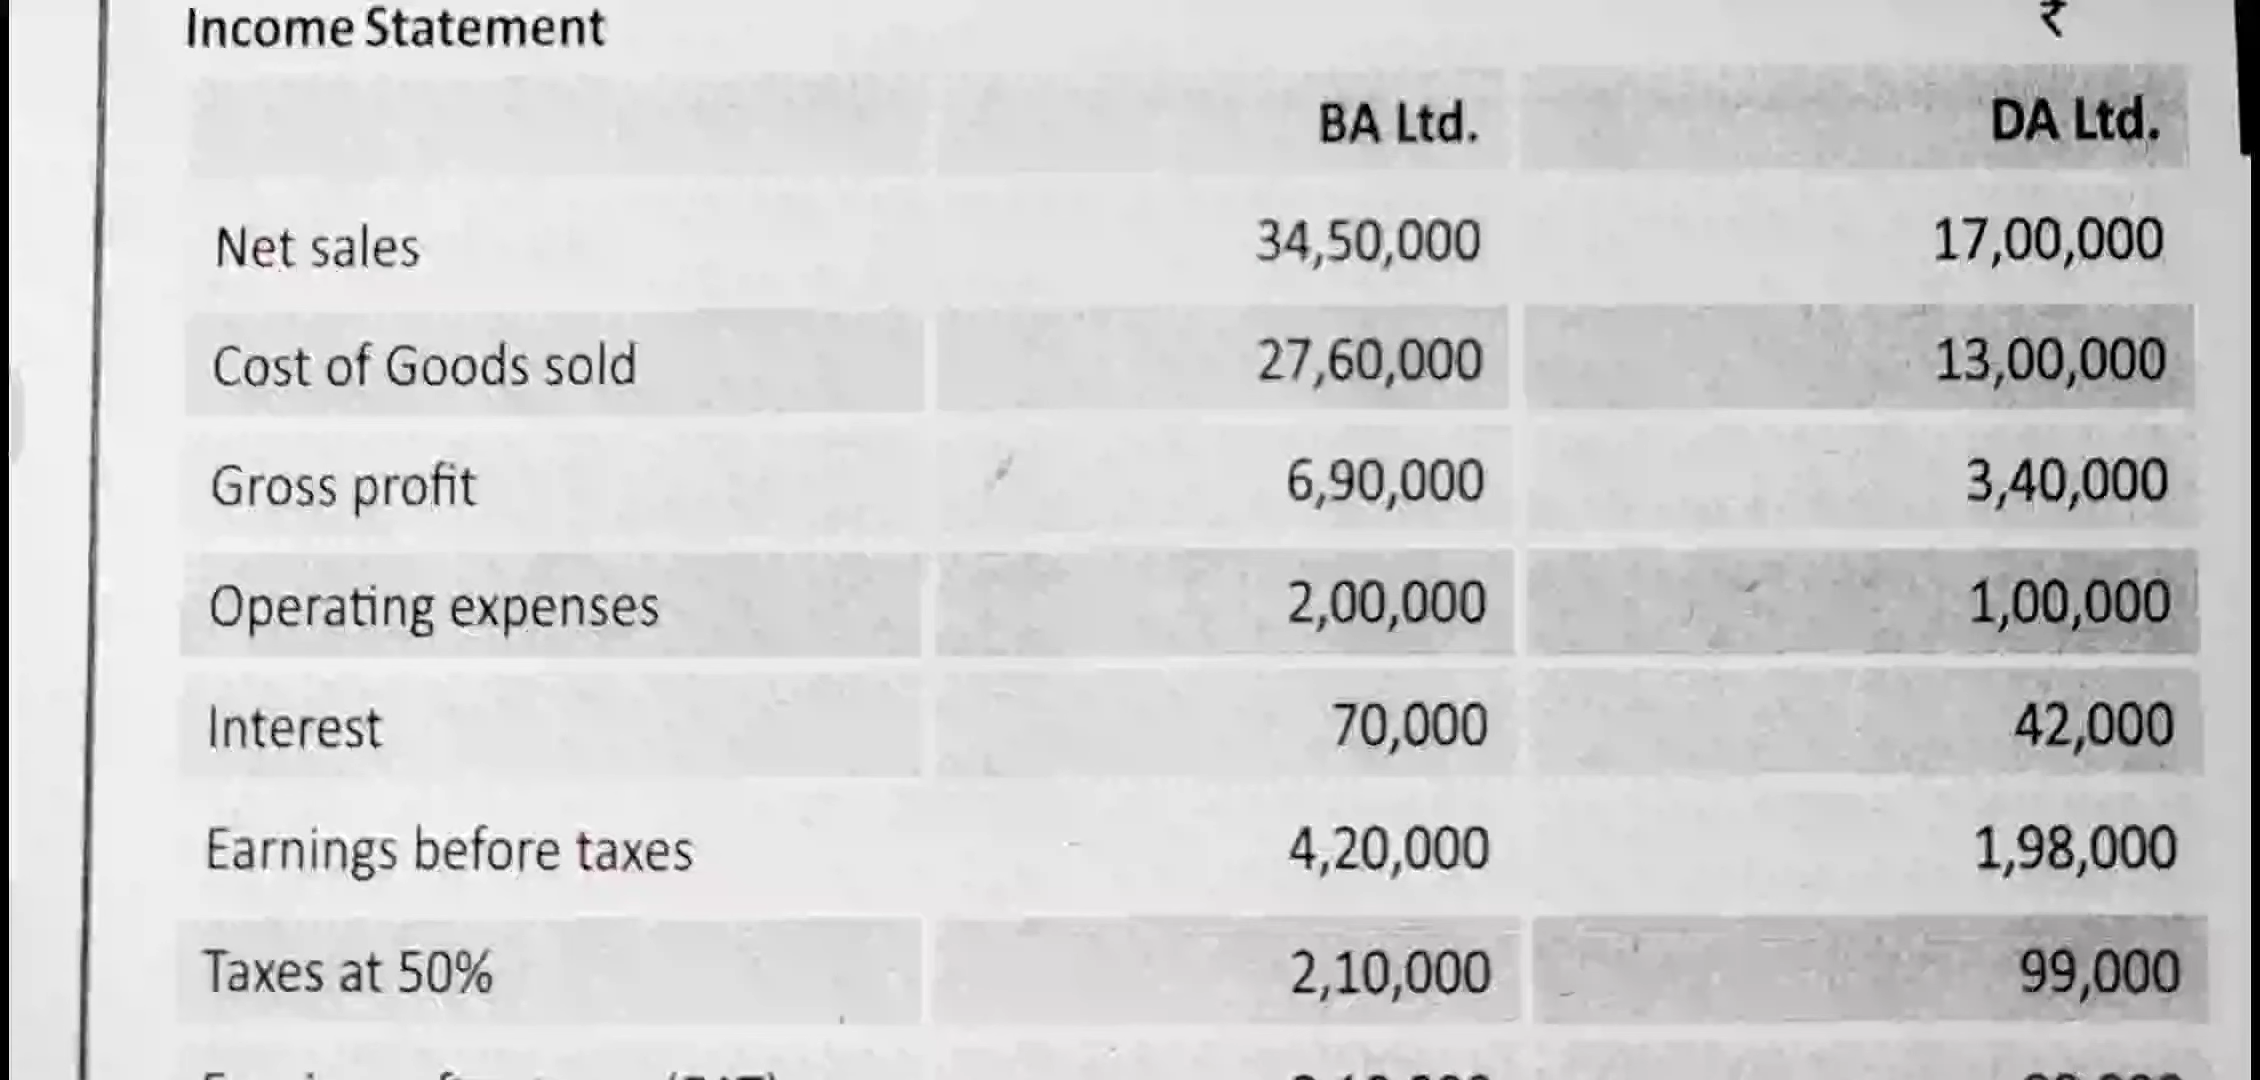 Income Statement ₹
BA Ltd. DA Ltd.
Net sales 34,50,000 17,00,000
Cost of Goods sold 27,60,000 13,00,000
Gross profit 6,90,000 3,40,000
Operating expenses 2,00,000 1,00,000
Interest 70,000 42,000
Earnings before taxes 4,20,000 1,98,000
Taxes at 50% 2,10,000 99,000